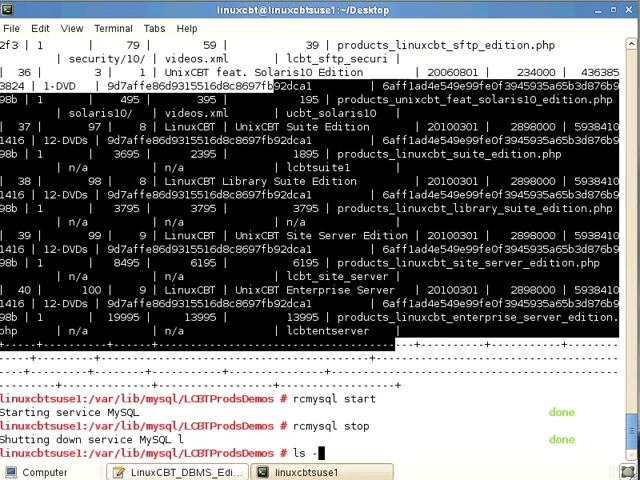 linuxcbt@linuxcbtsuse1:~/Desktop
File Edit View Terminal Tabs Help
2f3 | 1 | 79 | 59 | 39 | products_linuxcbt_sftp_edition.php
| security/10/ | videos.xml | lcbt_sftp_securi |
| 36 | 3 | 1 | UnixCBT feat. Solaris10 Edition | 20060801 | 234000 | 436385
3824 | 1-DVD | 9d7affe86d9315516d8c8697fb92dca1 | 6aff1ad4e549e99fe0f3945935a65b3d876b9
98b | 1 | 495 | 395 | 195 | products_unixcbt_feat_solaris10_edition.php
| solaris10/ | videos.xml | ucbt_solaris10 |
| 37 | 97 | 8 | LinuxCBT | UnixCBT Suite Edition | 20100301 | 2898000 | 5938410
1416 | 12-DVDs | 9d7affe86d9315516d8c8697fb92dca1 | 6aff1ad4e549e99fe0f3945935a65b3d876b9
98b | 1 | 3695 | 2395 | 1895 | products_linuxcbt_suite_edition.php
| n/a | n/a | lcbtsuite1 |
| 38 | 98 | 8 | LinuxCBT Library Suite Edition | 20100301 | 2898000 | 5938410
1416 | 12-DVDs | 9d7affe86d9315516d8c8697fb92dca1 | 6aff1ad4e549e99fe0f3945935a65b3d876b9
98b | 1 | 3795 | 3795 | 3795 | products_linuxcbt_library_suite_edition.php
| n/a | n/a | |
| 39 | 99 | 9 | LinuxCBT | UnixCBT Site Server Edition | 20100301 | 2898000 | 5938410
1416 | 12-DVDs | 9d7affe86d9315516d8c8697fb92dca1 | 6aff1ad4e549e99fe0f3945935a65b3d876b9
98b | 1 | 8495 | 6195 | 6195 | products_linuxcbt_site_server_edition.php
| n/a | n/a | lcbt_site_server |
| 40 | 100 | 9 | LinuxCBT | UnixCBT Enterprise Server | 20100301 | 2898000 | 5938410
1416 | 12-DVDs | 9d7affe86d9315516d8c8697fb92dca1 | 6aff1ad4e549e99fe0f3945935a65b3d876b9
98b | 1 | 19995 | 13995 | 13995 | products_linuxcbt_enterprise_server_edition.
php | n/a | n/a | lcbtentserver |
linuxcbtsuse1:/var/lib/mysql/LCBTProdsDemos # rcmysql start
Starting service MySQL done
linuxcbtsuse1:/var/lib/mysql/LCBTProdsDemos # rcmysql stop
Shutting down service MySQL l done
linuxcbtsuse1:/var/lib/mysql/LCBTProdsDemos # ls -
Computer LinuxCBT_DBMS_Edi... linuxcbtsuse1